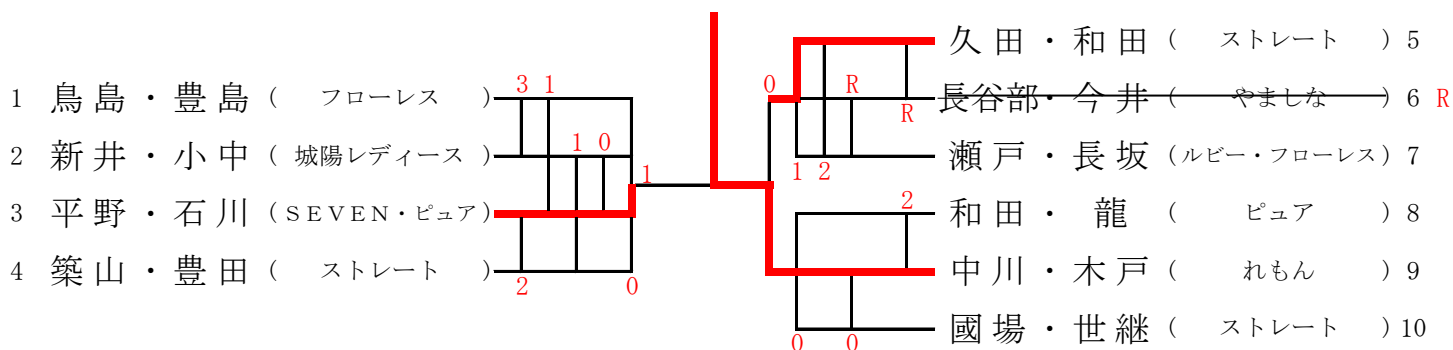 久田・和田（ ストレート ）5
0
3 1
R
1 鳥島・豊島（ フローレス ）
長谷部・今井（ やましな ）6 R
R
1 0
2 新井・小中（ 城陽レディース ）
瀬戸・長坂（ルビー・フローレス）7
1
1 2
2
3 平野・石川（ＳＥＶＥＮ・ピュア）
和田・ 龍 （ ピュア ）8
4 築山・豊田（ ストレート ）
中川・木戸（ れもん ）9
2
0
國場・世継（ ストレート ）10
0 0